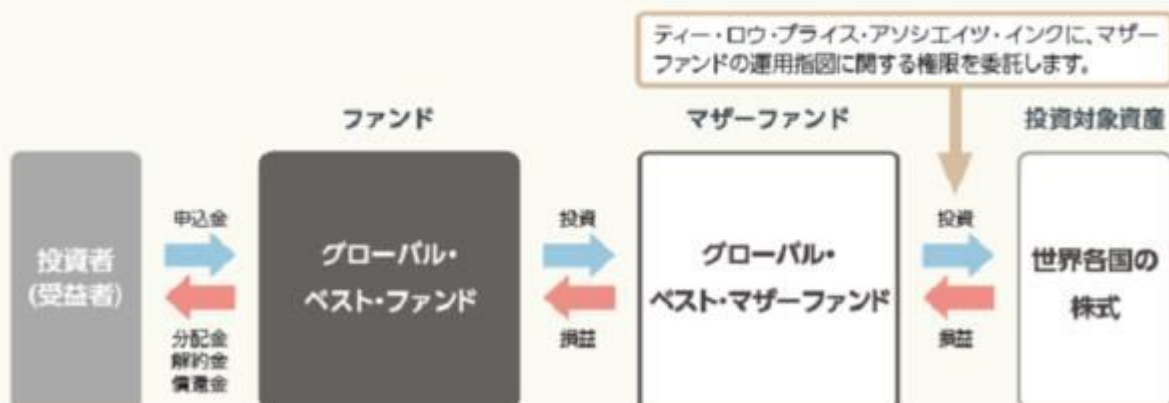 ティー・ロウ・プライス・アソシエイツ・インクに、マザー
ファンドの運用指図に関する権限を委託します。
ファンド
マザーファンド
投資対象資産
投資者
(受益者)
申込金
分配金
解約金
償還金
グローバル・
ベスト・ファンド
投資
損益
グローバル・
ベスト・マザーファンド
投資
損益
世界各国の
株式